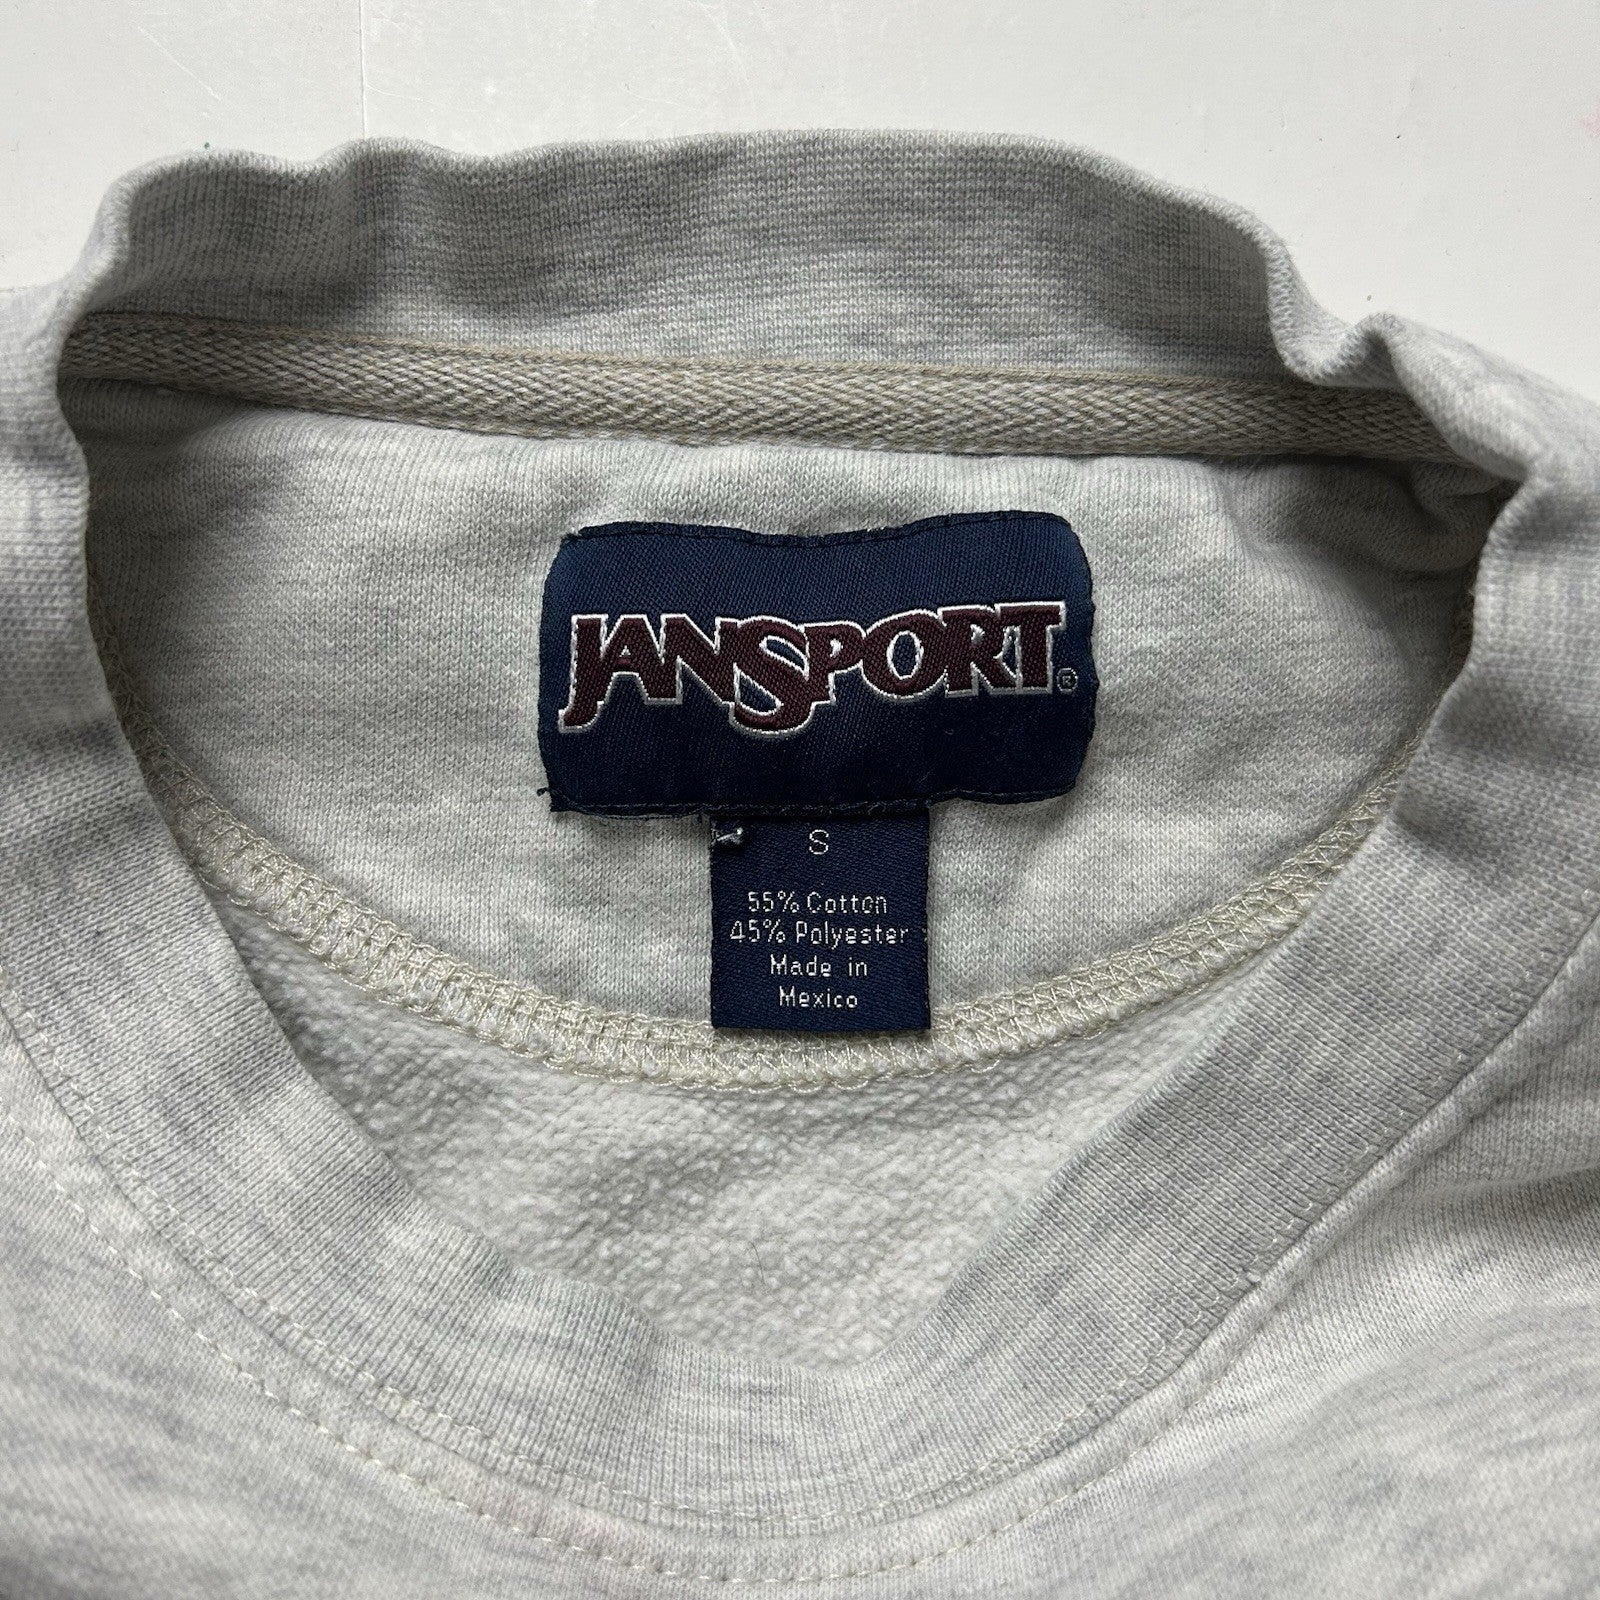 JANSPORT®
S
55% Cotton
45% Polyester
Made in
Mexico